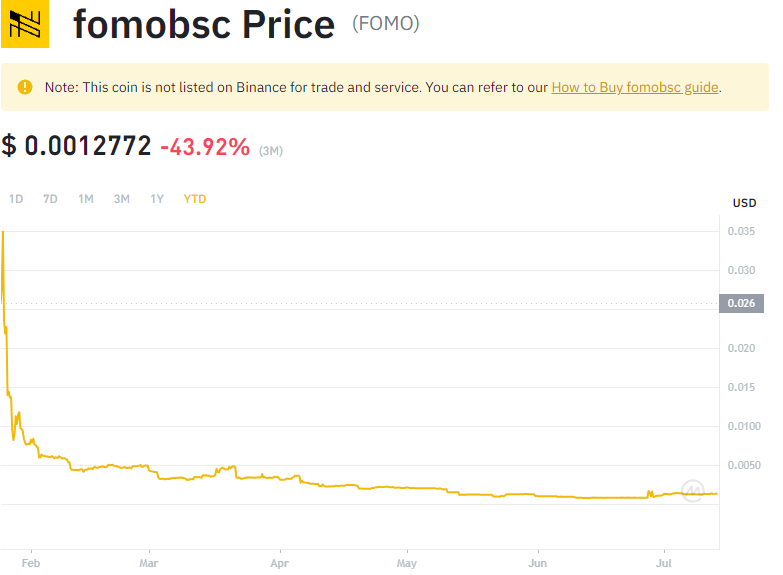 fomobsc Price (FOMO)
Note: This coin is not listed on Binance for trade and service. You can refer to our How to Buy fomobsc guide.
$ 0.0012772 -43.92% (3M)
1D 7D 1M 3M 1Y YTD
USD
0.035
0.030
0.026
0.020
0.015
0.0100
0.0050
Feb Mar Apr May Jun Jul